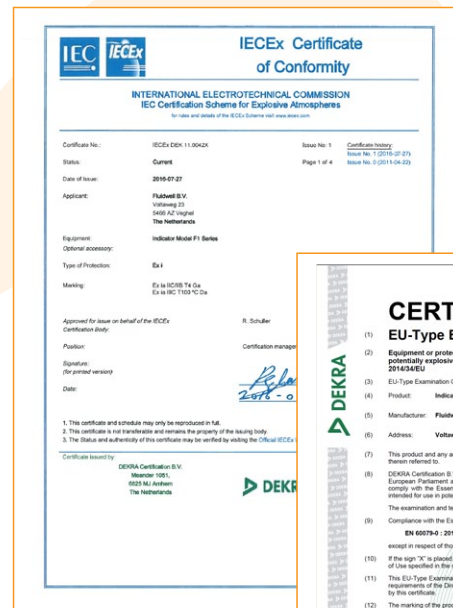 IEC IECEx
IECEx Certificate
of Conformity
INTERNATIONAL ELECTROTECHNICAL COMMISSION
IEC Certification Scheme for Explosive Atmospheres
for rules and details of the IECEx Scheme visit www.iecex.com
Certificate No.: IECEx DEK 11.0042X Issue No: 1 Certificate history:
Issue No. 1 (2016-07-27)
Status: Current Page 1 of 4 Issue No. 0 (2011-04-22)
Date of Issue: 2016-07-27
Applicant: Fluidwell B.V.
Voltaweg 23
5466 AZ Veghel
The Netherlands
Equipment: Indicator Model F1 Series
Optional accessory:
Type of Protection: Ex i
Marking: Ex ia IIC/IIB T4 Ga
Ex ia IIIC T100 °C Da
Approved for issue on behalf of the IECEx R. Schuller
Certification Body:
Position: Certification manage
Signature:
(for printed version)
Date: 2016 - 0
1. This certificate and schedule may only be reproduced in full.
2. This certificate is not transferable and remains the property of the issuing body.
3. The Status and authenticity of this certificate may be verified by visiting the Official IECEx
Certificate issued by:
DEKRA Certification B.V.
Meander 1051,
6825 MJ Arnhem
The Netherlands
DEKR
DEKRA
CERT
(1) EU-Type E
(2) Equipment or prote
potentially explosiv
2014/34/EU
(3) EU-Type Examination C
(4) Product: Indica
(5) Manufacturer: Fluidw
(6) Address: Voltaw
(7) This product and any a
therein referred to.
(8) DEKRA Certification B.
European Parliament a
comply with the Essen
intended for use in pote
The examination and te
(9) Compliance with the Es
EN 60079-0 : 201
except in respect of tho
(10) If the sign "X" is placed
of Use specified in the
(11) This EU-Type Examina
requirements of the Dir
by this certificate.
(12) The marking of the pro